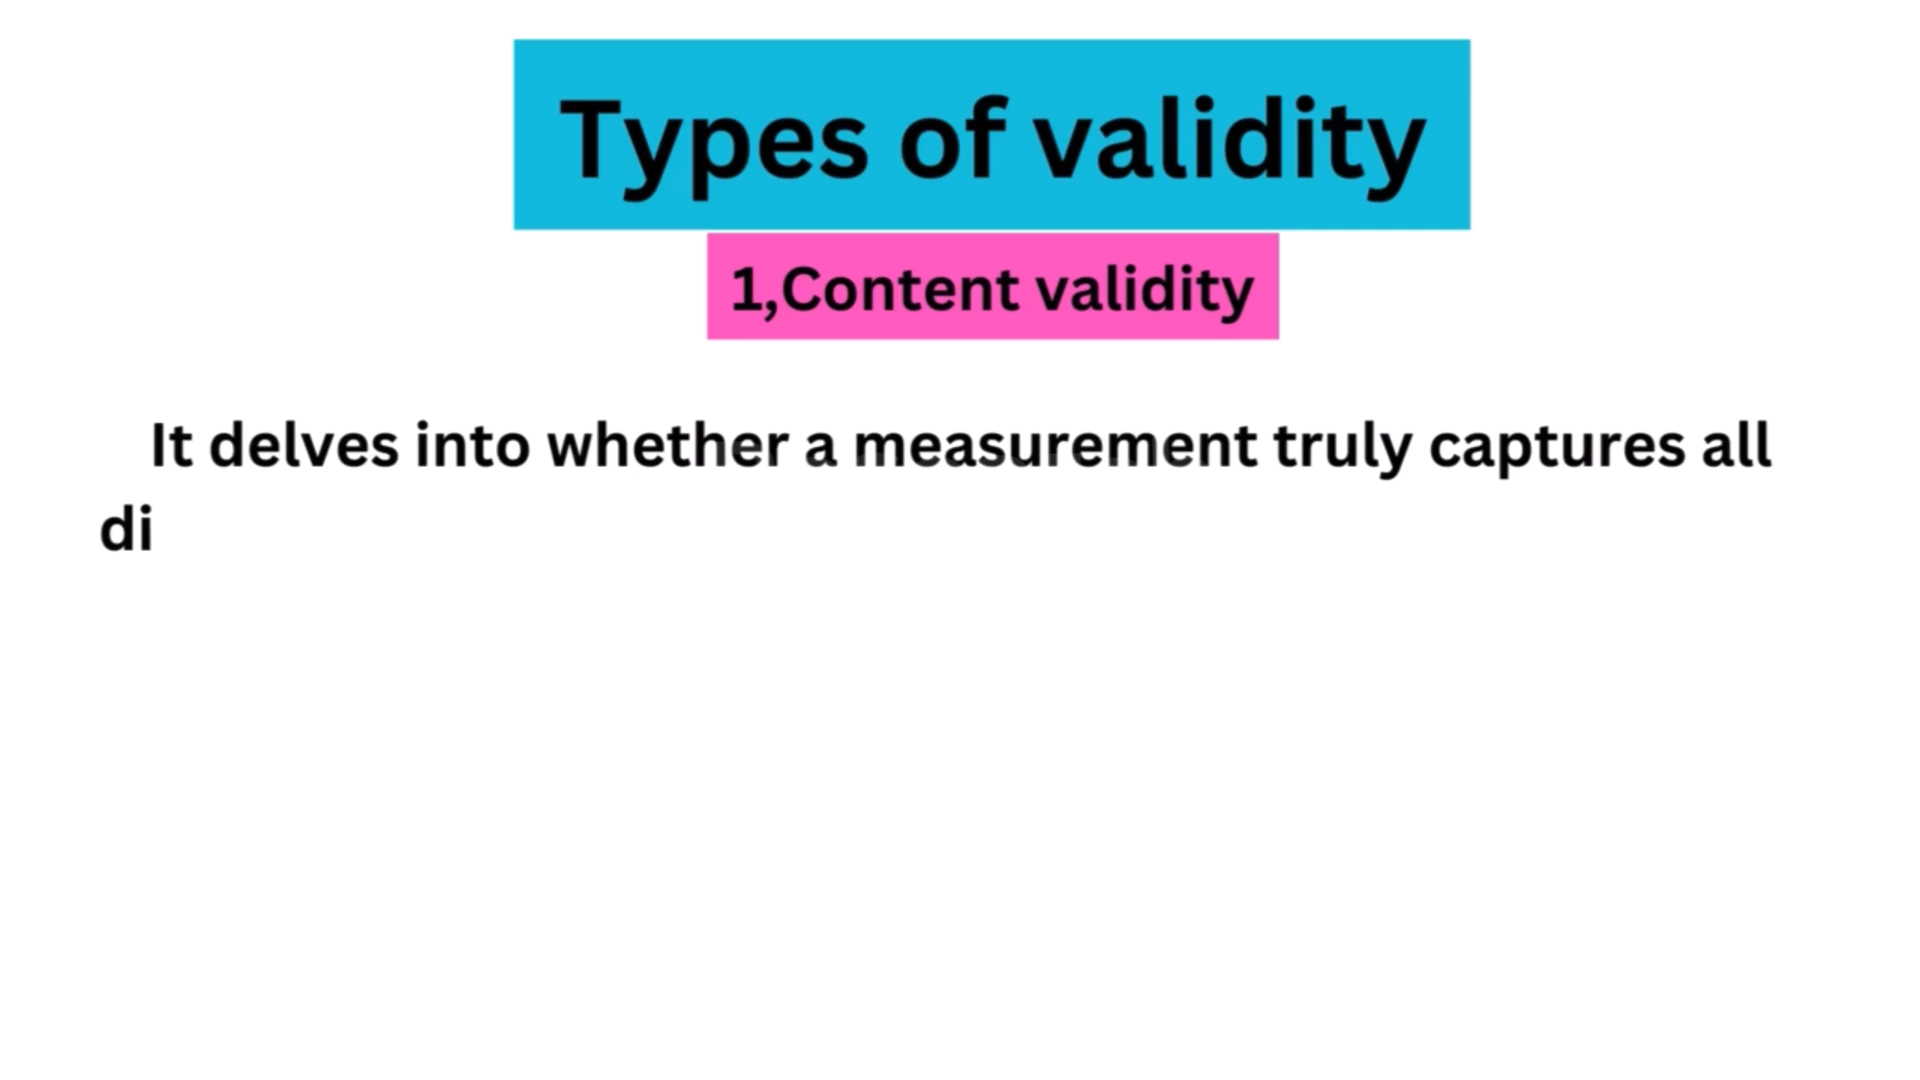 Types of validity
1,Content validity
It delves into whether a measurement truly captures all
di